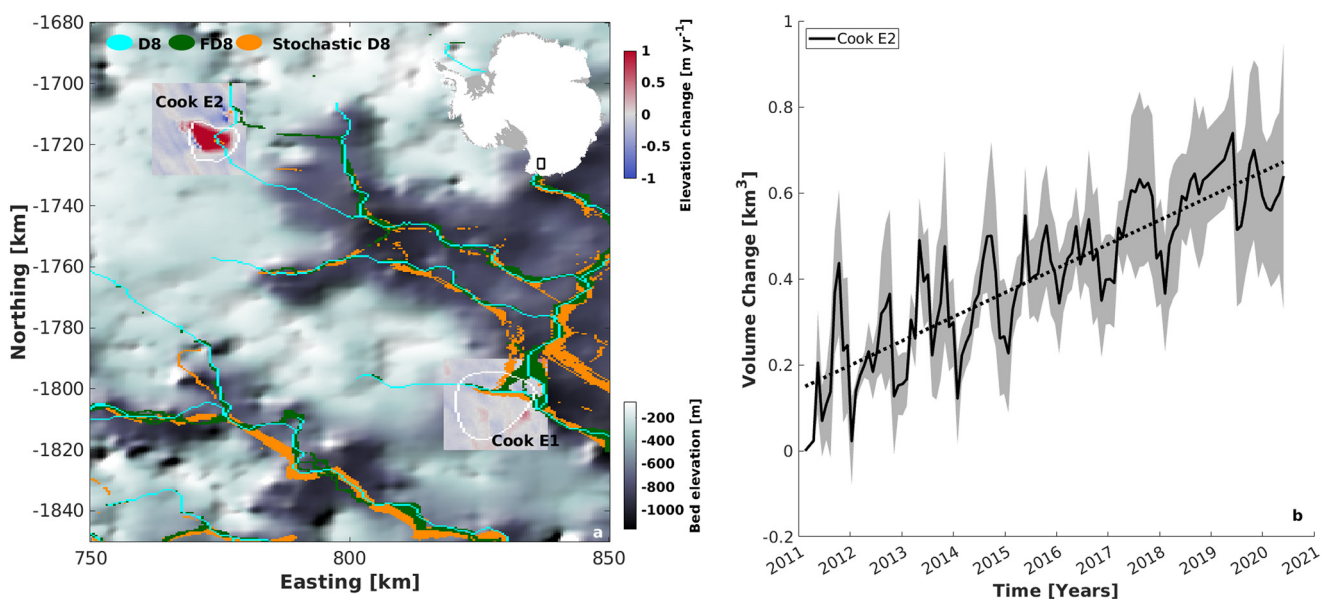 D8
FD8
Stochastic D8
Cook E2
Cook E1
a
-1680
-1700
-1720
-1740
-1760
-1780
-1800
-1820
-1840
Northing [km]
750
800
850
Easting [km]
1
0.5
0
-0.5
-1
Elevation change [m yr-1]
-200
-400
-600
-800
-1000
Bed elevation [m]
Cook E2
1
0.8
0.6
0.4
0.2
0
-0.2
Volume Change [km3]
b
2011
2012
2013
2014
2015
2016
2017
2018
2019
2020
2021
Time [Years]